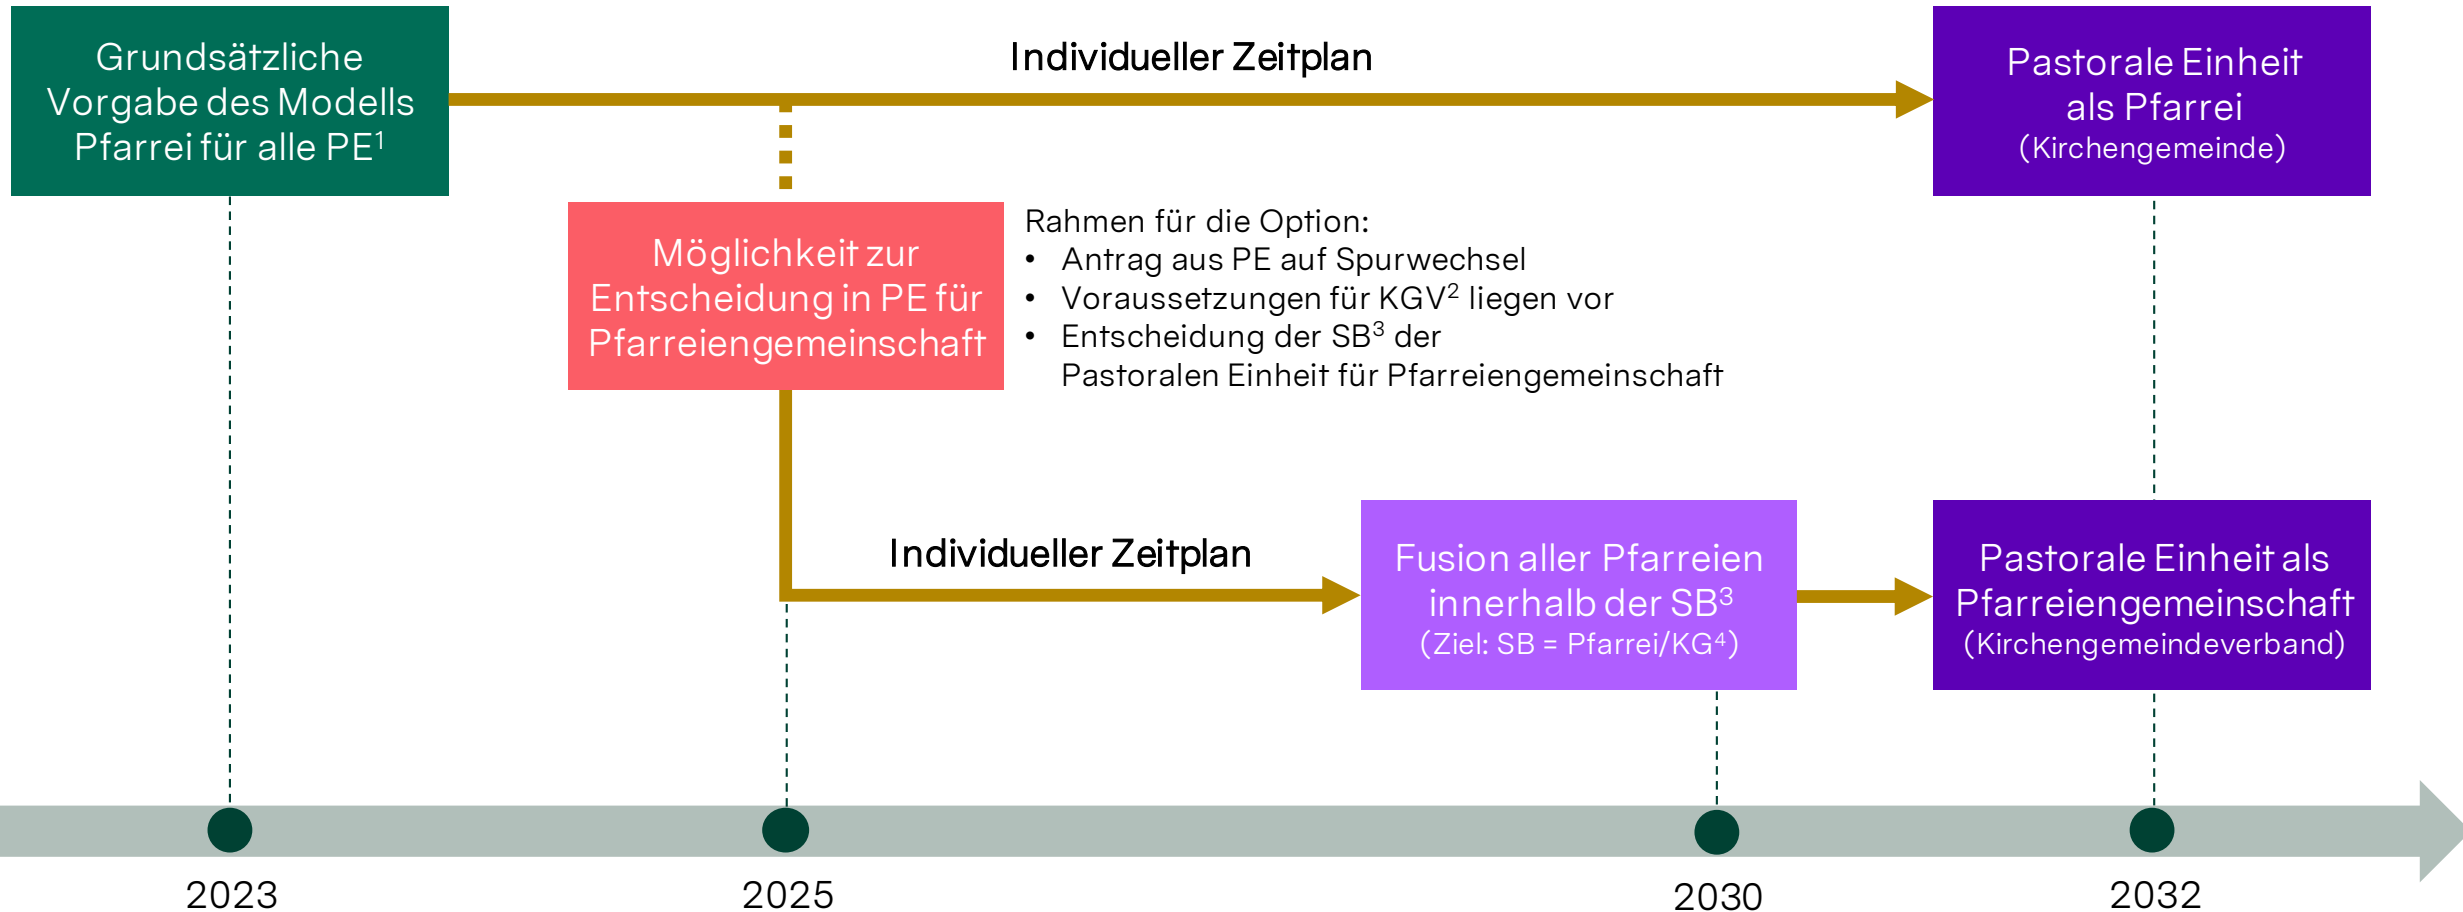 Grundsätzliche
Vorgabe des Modells
Pfarrei für alle PE¹
Individueller Zeitplan
Pastorale Einheit
als Pfarrei
(Kirchengemeinde)
Möglichkeit zur
Entscheidung in PE für
Pfarreiengemeinschaft
Rahmen für die Option:
• Antrag aus PE auf Spurwechsel
• Voraussetzungen für KGV² liegen vor
• Entscheidung der SB³ der
Pastoralen Einheit für Pfarreiengemeinschaft
Individueller Zeitplan
Fusion aller Pfarreien
innerhalb der SB³
(Ziel: SB = Pfarrei/KG⁴)
Pastorale Einheit als
Pfarreiengemeinschaft
(Kirchengemeindeverband)
2023
2025
2030
2032